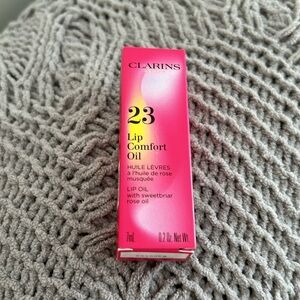 CLARINS
23
Lip
Comfort
Oil
HUILE LÈVRES
à l'huile de rose
musquée
LIP OIL
with sweetbriar
rose oil
7ml 0.2 Oz. Net Wt.